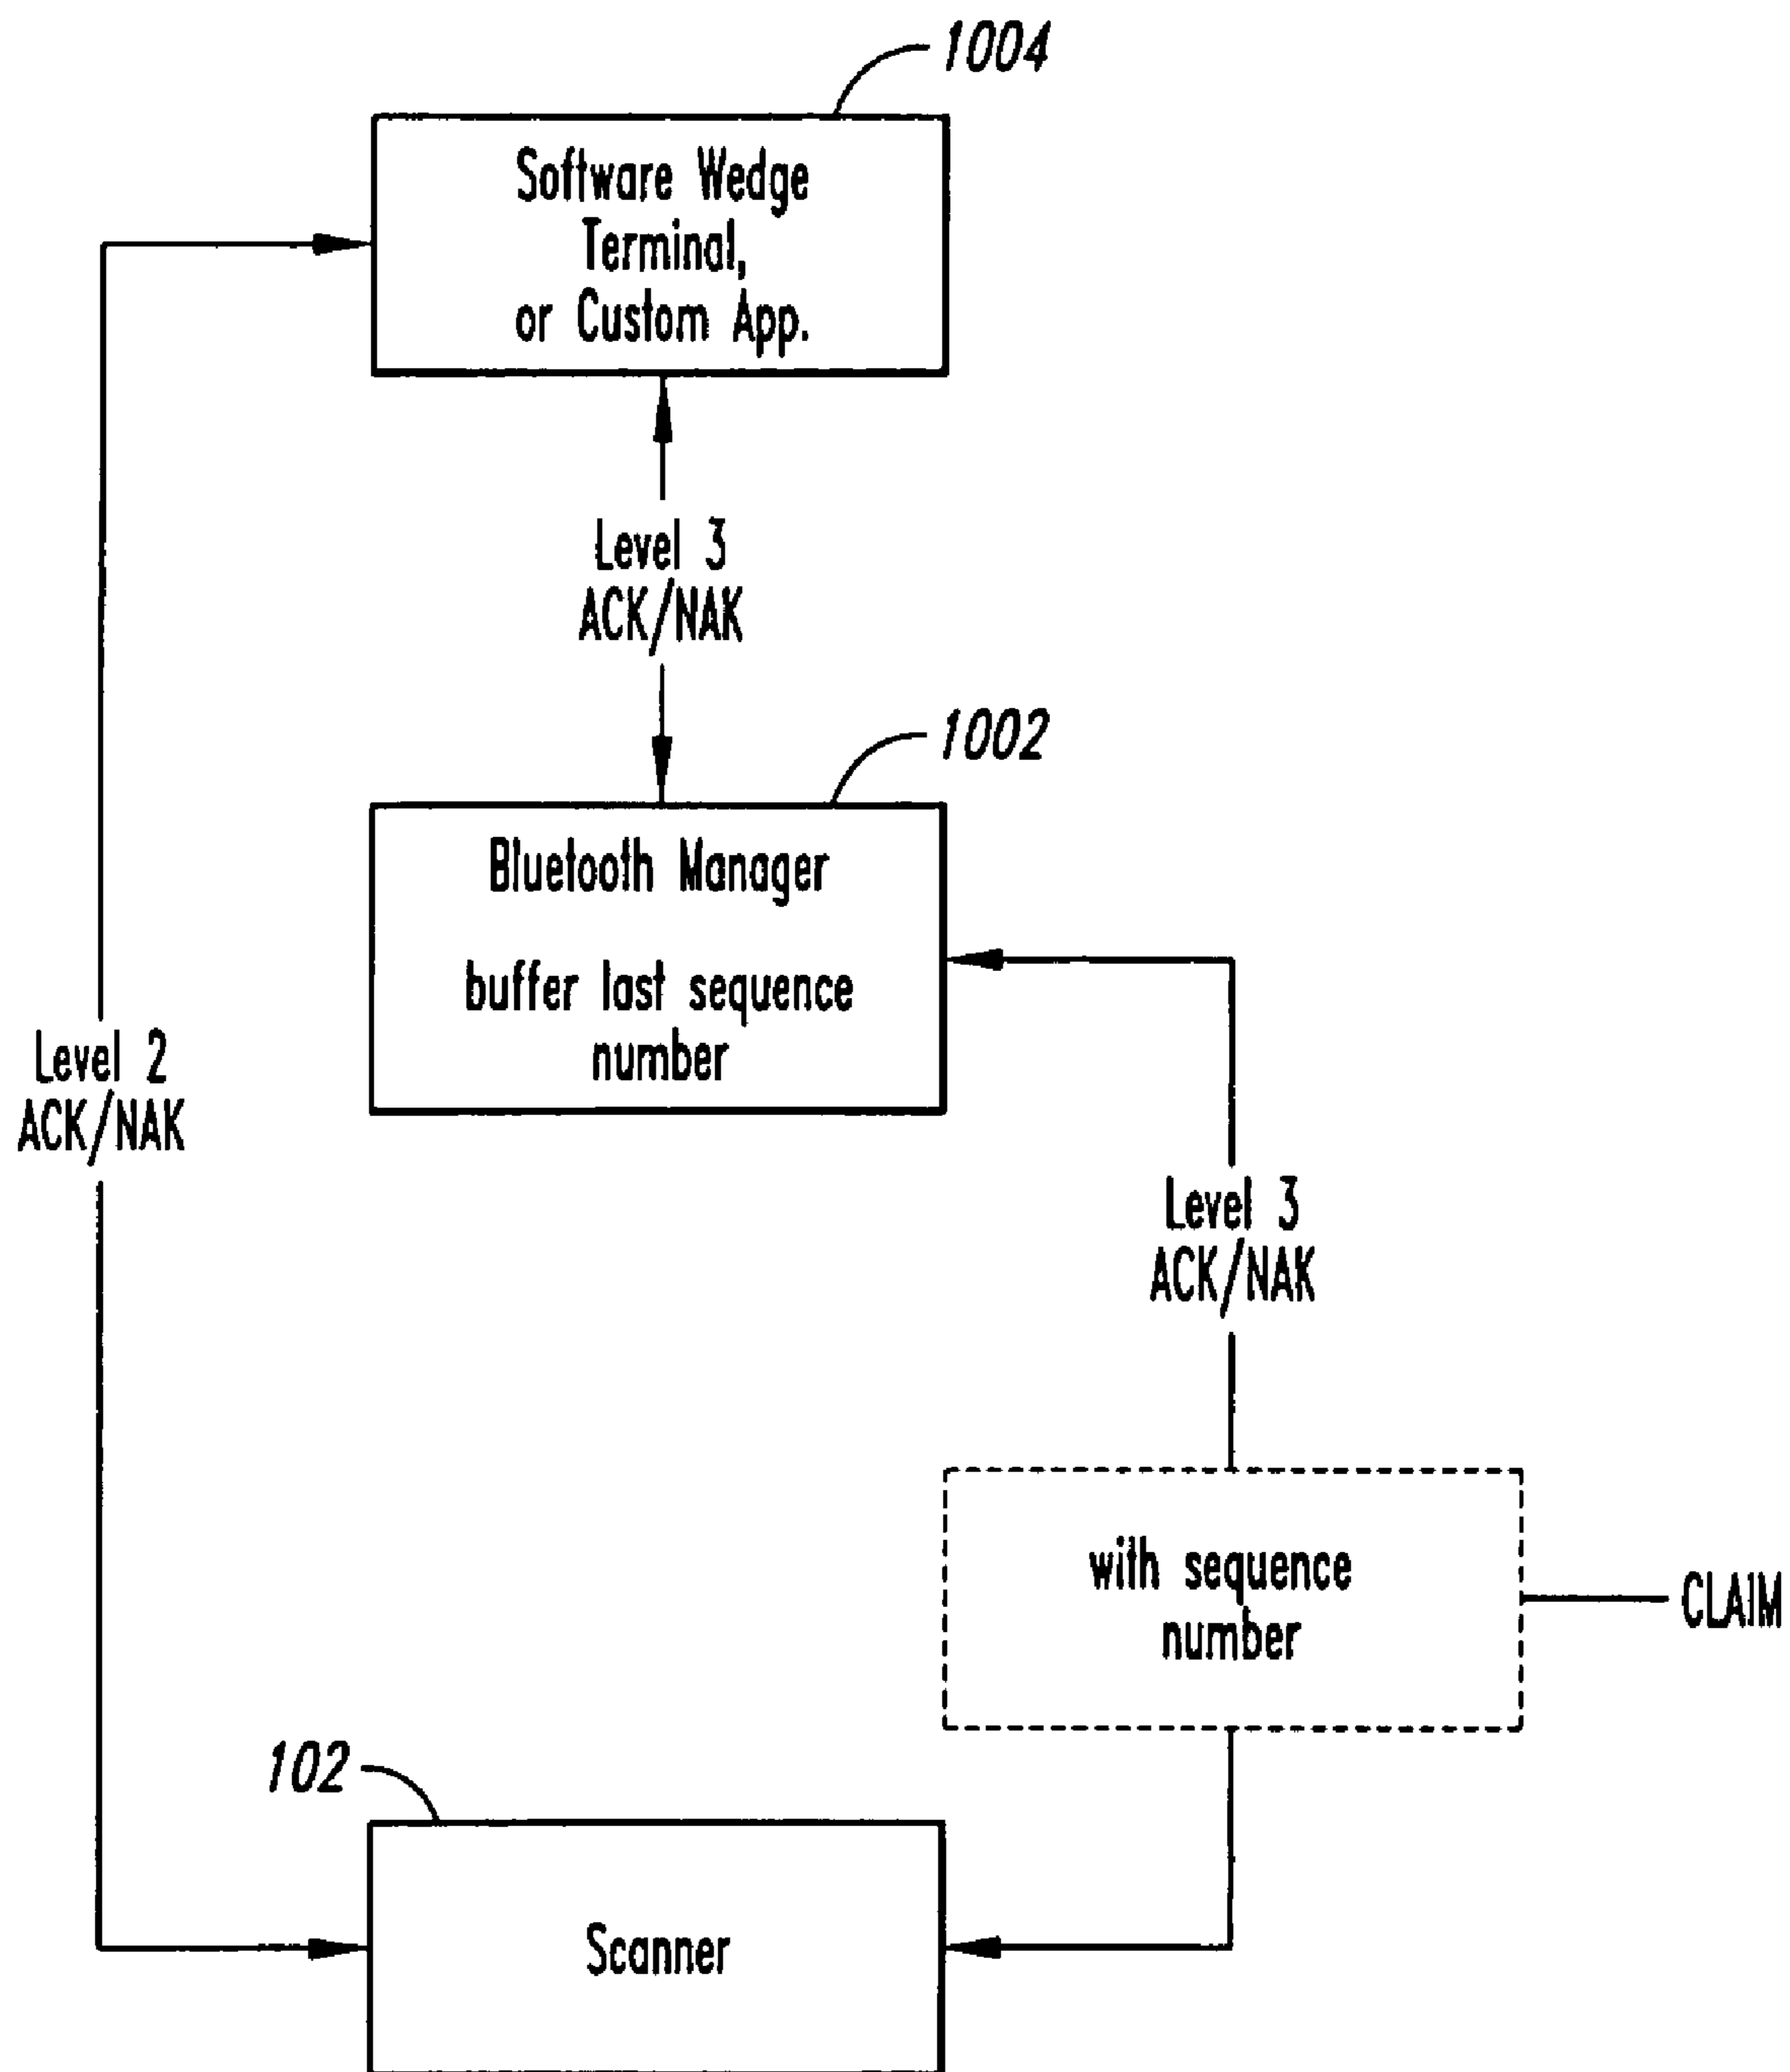 1004
Software Wedge
Terminal,
or Custom App.
Level 3
ACK/NAK
1002
Bluetooth Manager
buffer last sequence
number
Level 2
ACK/NAK
Level 3
ACK/NAK
with sequence
number
CLAIM
102
Scanner